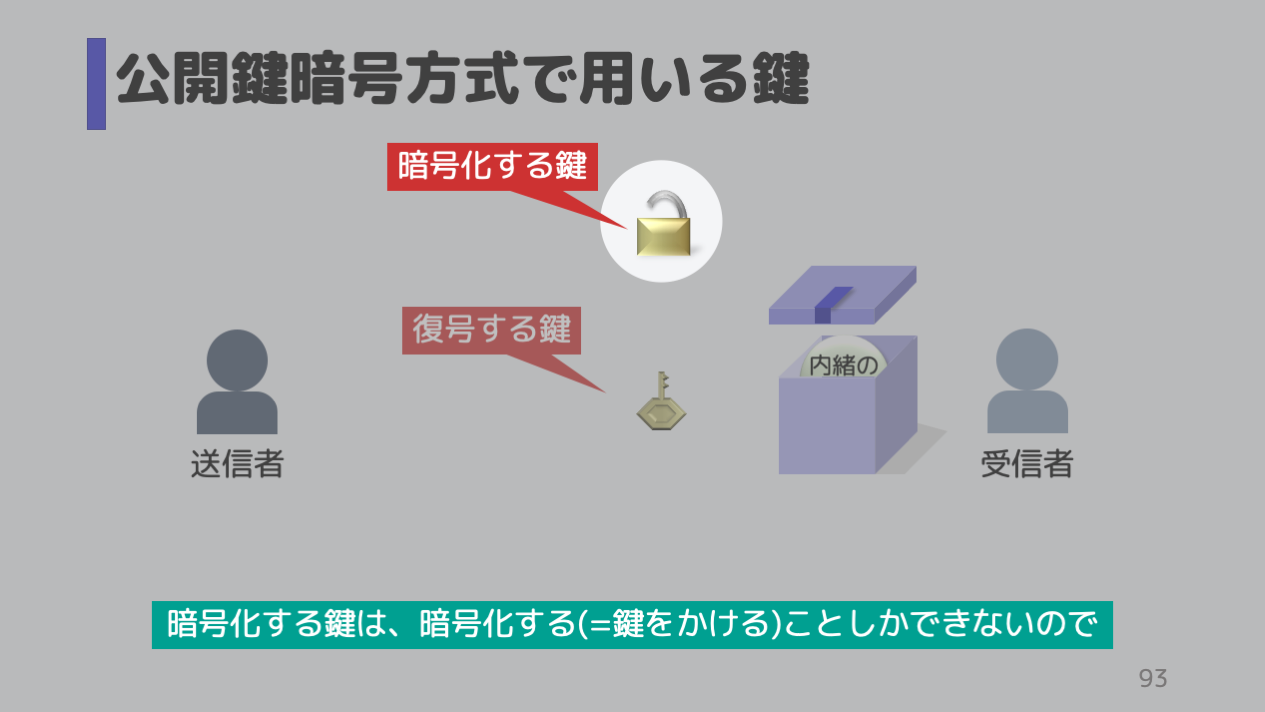 公開鍵暗号方式で用いる鍵
暗号化する鍵
復号する鍵
内緒の
送信者
受信者
暗号化する鍵は、暗号化する(=鍵をかける)ことしかできないので
93